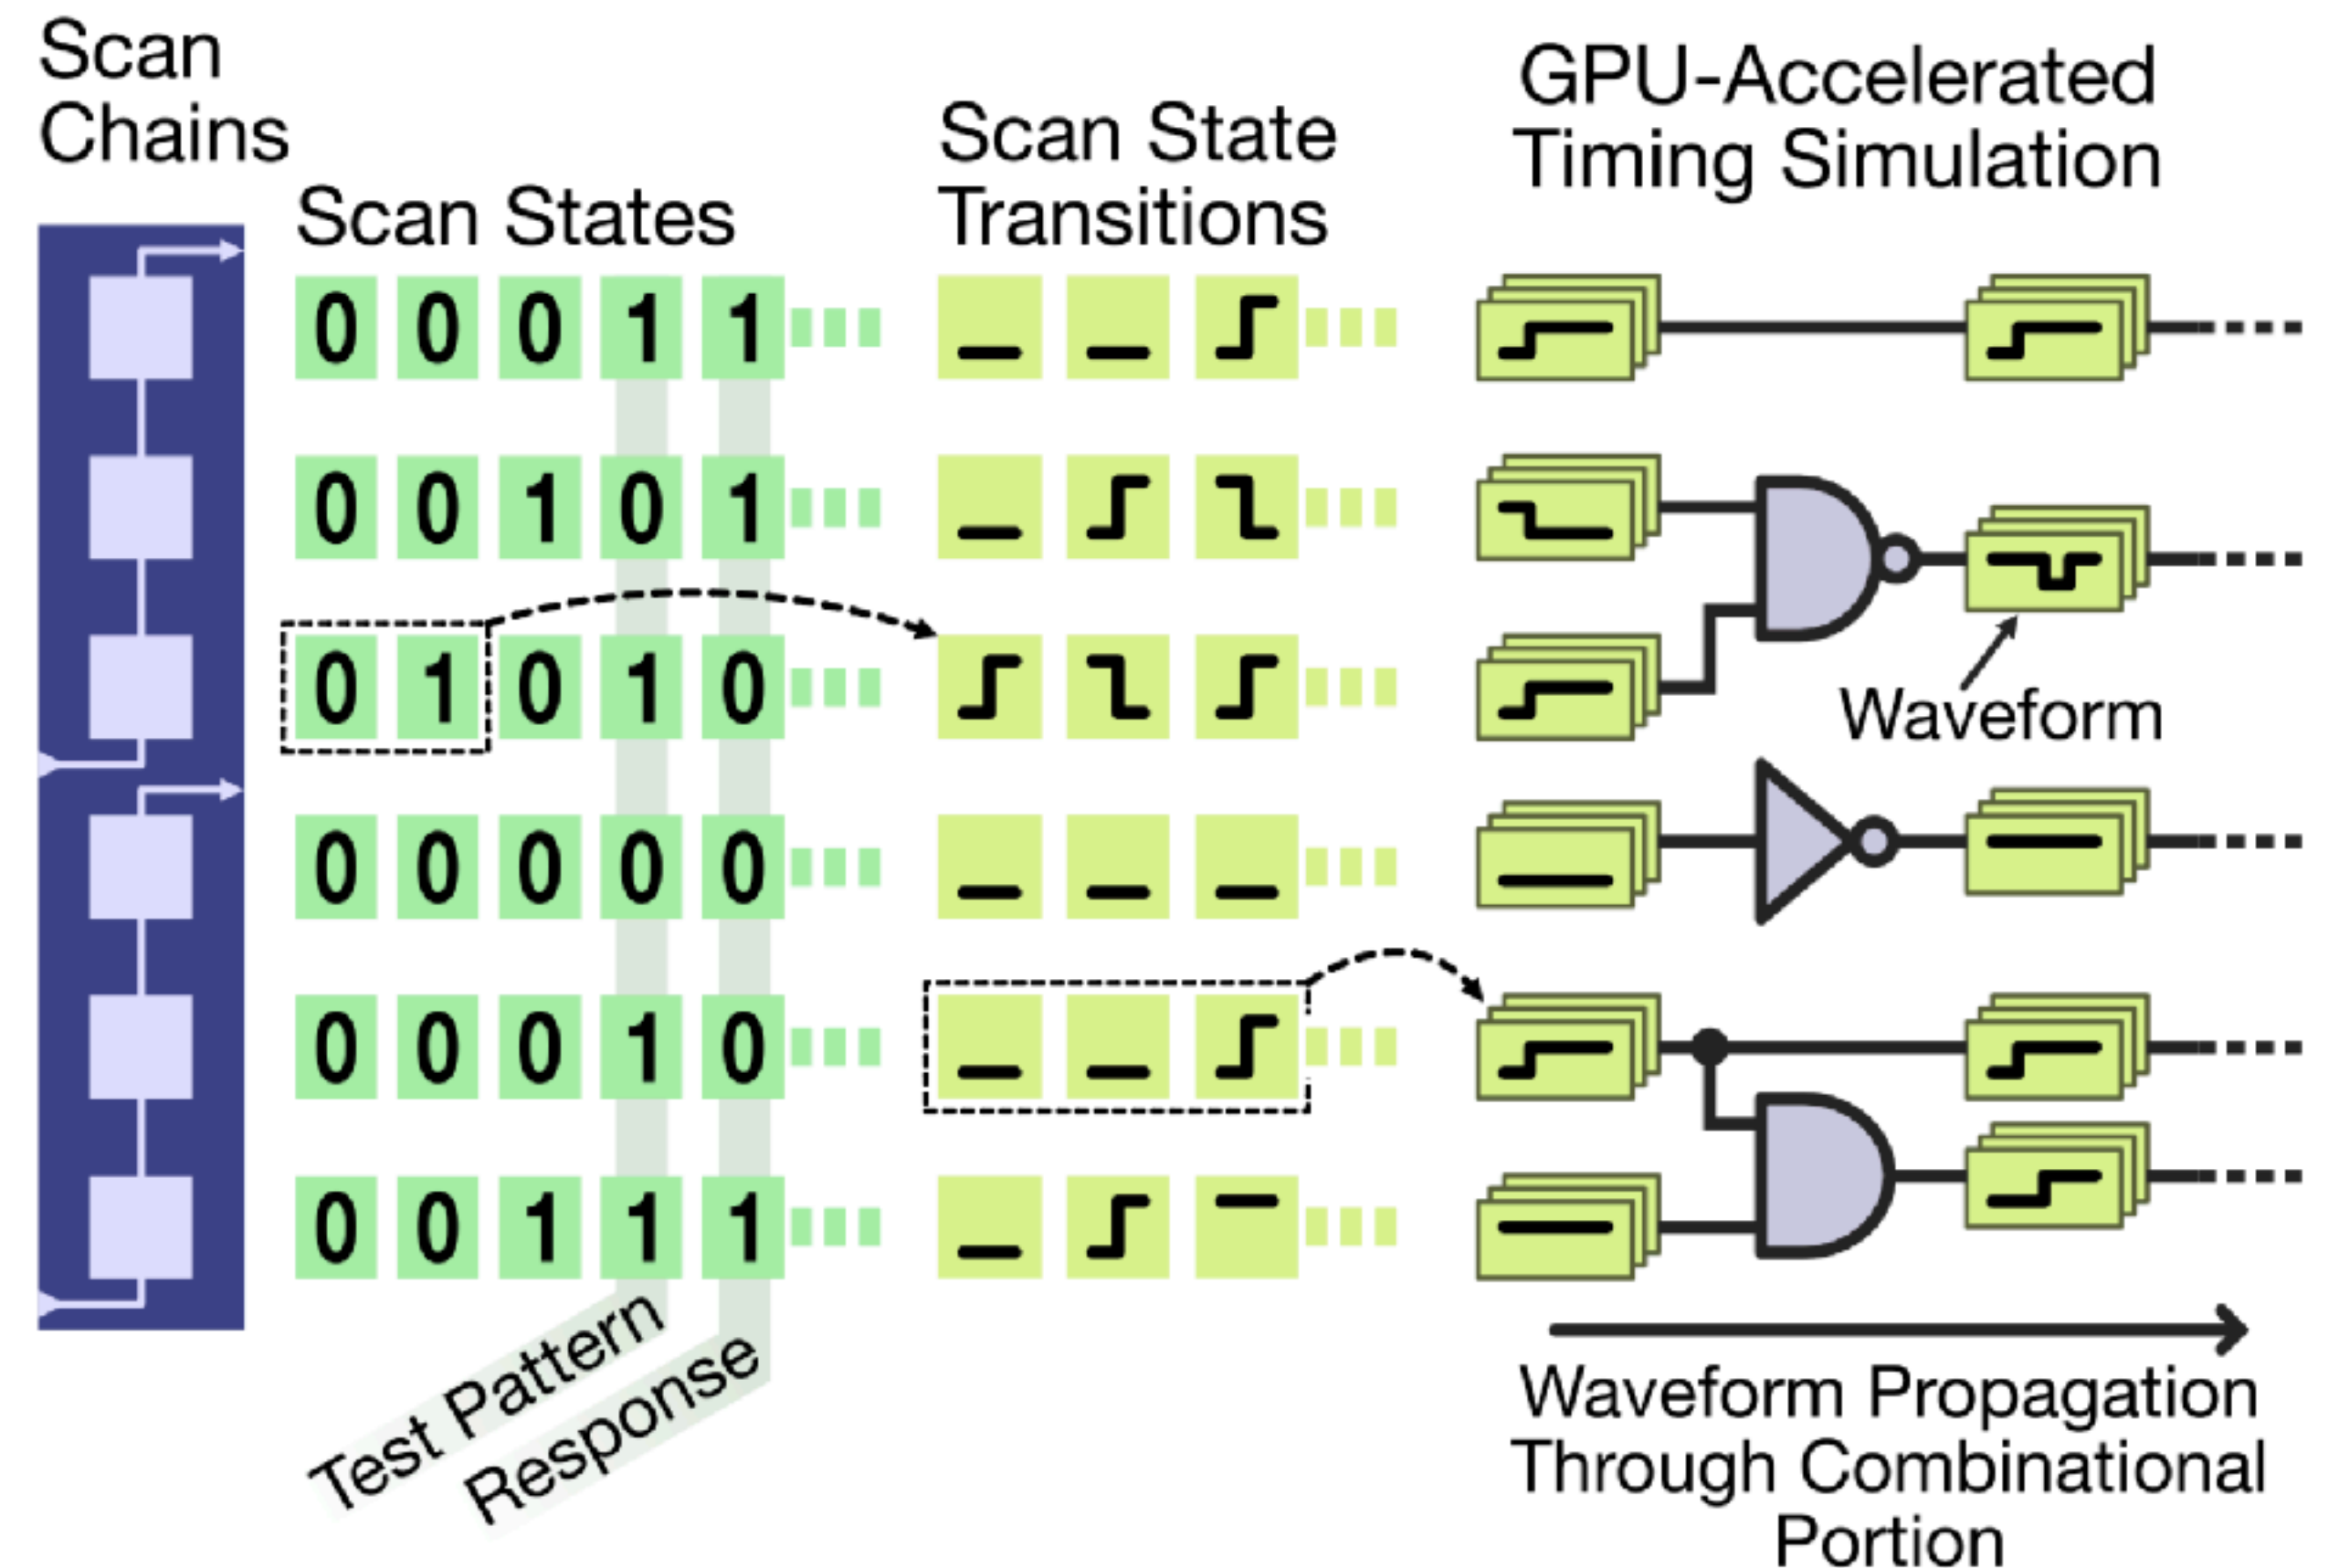 Scan
Chains
Scan States
Scan State
Transitions
GPU-Accelerated
Timing Simulation
0 0 0 1 1
0 0 1 0 1
0 1 0 1 0
Waveform
0 0 0 0 0
0 0 0 1 0
0 0 1 1 1
Test Pattern
Response
Waveform Propagation
Through Combinational
Portion